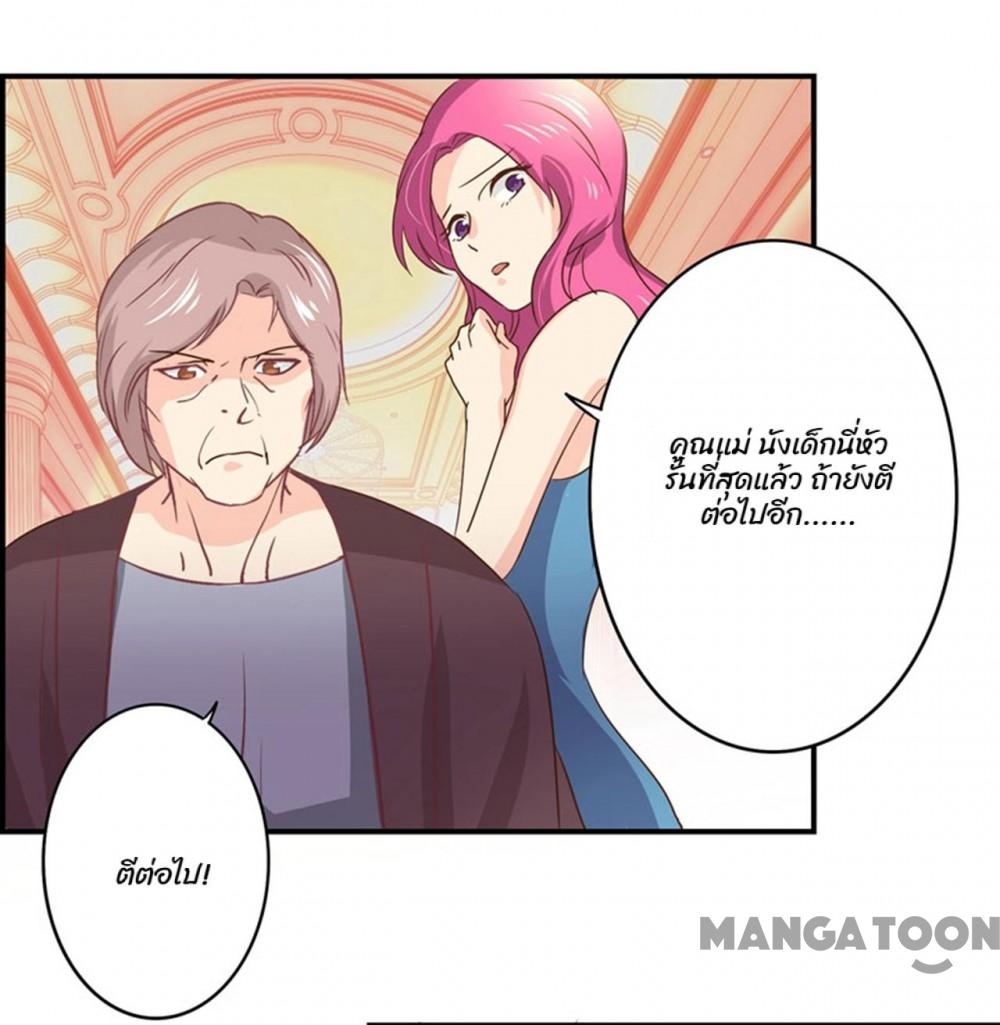 คุณแม่ นังเด็กนี่หัว
รั้นที่สุดแล้ว ถ้ายังตี
ต่อไปอีก......
ตีต่อไป!
MANGATOON